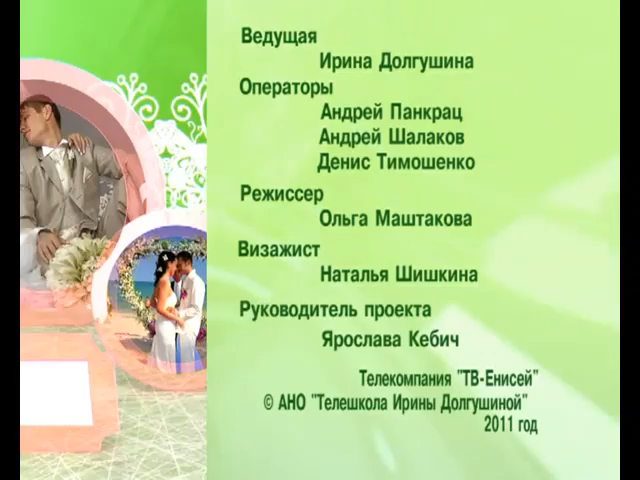 Ведущая
Ирина Долгушина
Операторы
Андрей Панкрац
Андрей Шалаков
Денис Тимошенко
Режиссер
Ольга Маштакова
Визажист
Наталья Шишкина
Руководитель проекта
Ярослава Кебич
Телекомпания "ТВ-Енисей"
© АНО "Телешкола Ирины Долгушиной"
2011 год